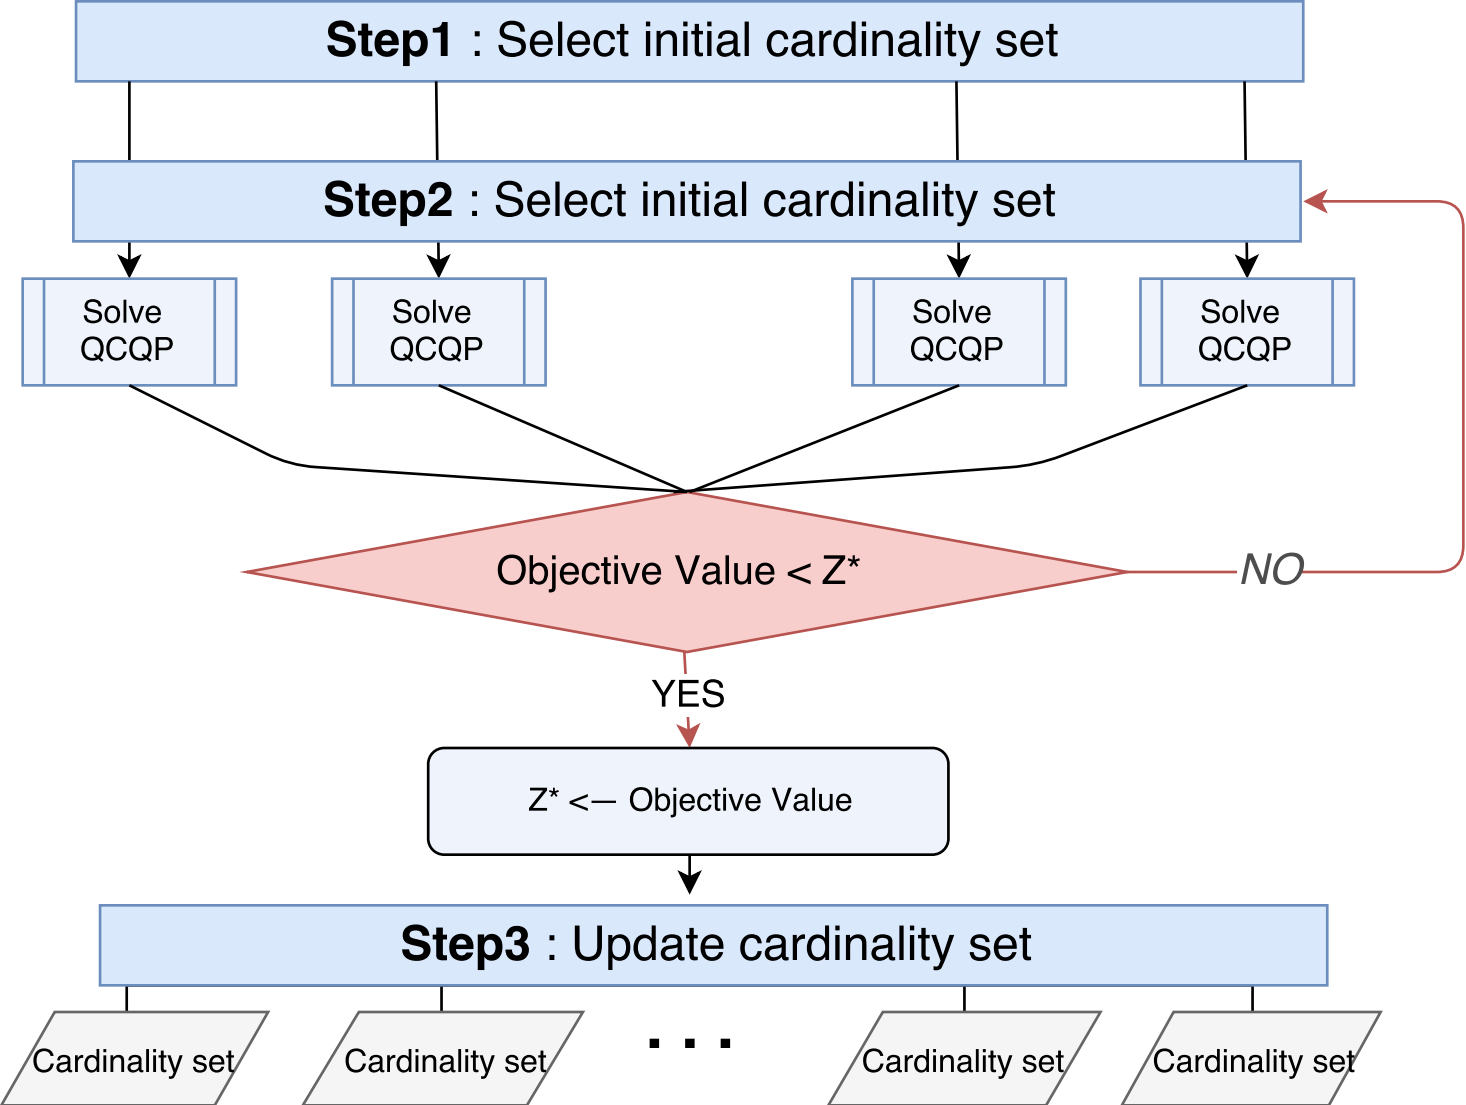 Step1 : Select initial cardinality set
Step2 : Select initial cardinality set
Solve
QCQP
Solve
QCQP
Solve
QCQP
Solve
QCQP
Objective Value < Z*
NO
YES
Z* <— Objective Value
Step3 : Update cardinality set
Cardinality set
Cardinality set
. . .
Cardinality set
Cardinality set